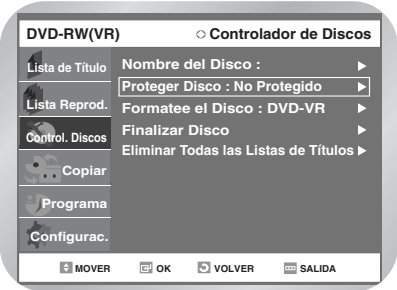 DVD-RW(VR) Controlador de Discos
Lista de Título
Lista Reprod.
Control. Discos
Copiar
Programa
Configurac.
Nombre del Disco :
Proteger Disco : No Protegido
Formatee el Disco : DVD-VR
Finalizar Disco
Eliminar Todas las Listas de Títulos
MOVER OK VOLVER SALIDA